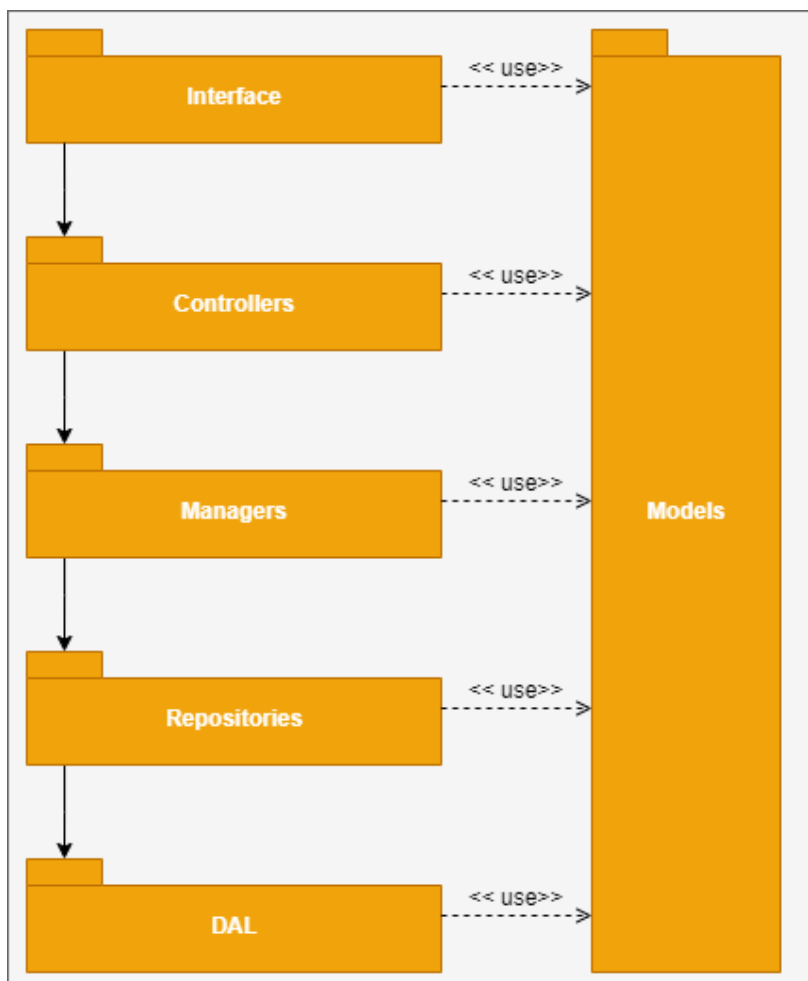 << use>>
Interface
<< use>>
Controllers
<< use>>
Managers
Models
<< use>>
Repositories
<< use>>
DAL